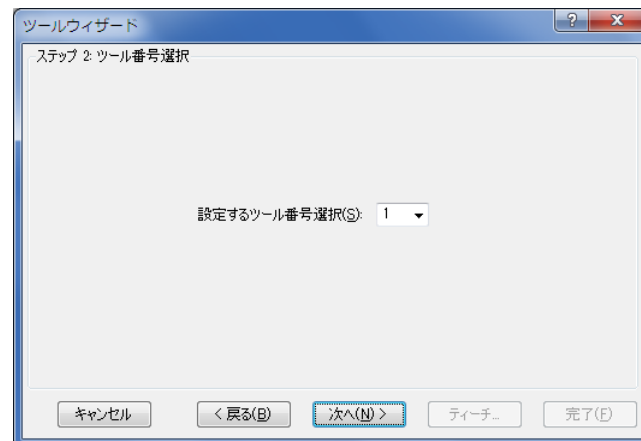 ツールウィザード
ステップ 2: ツール番号選択
設定するツール番号選択(S): 1
キャンセル < 戻る(B) 次へ(N) > ティーチ... 完了(F)